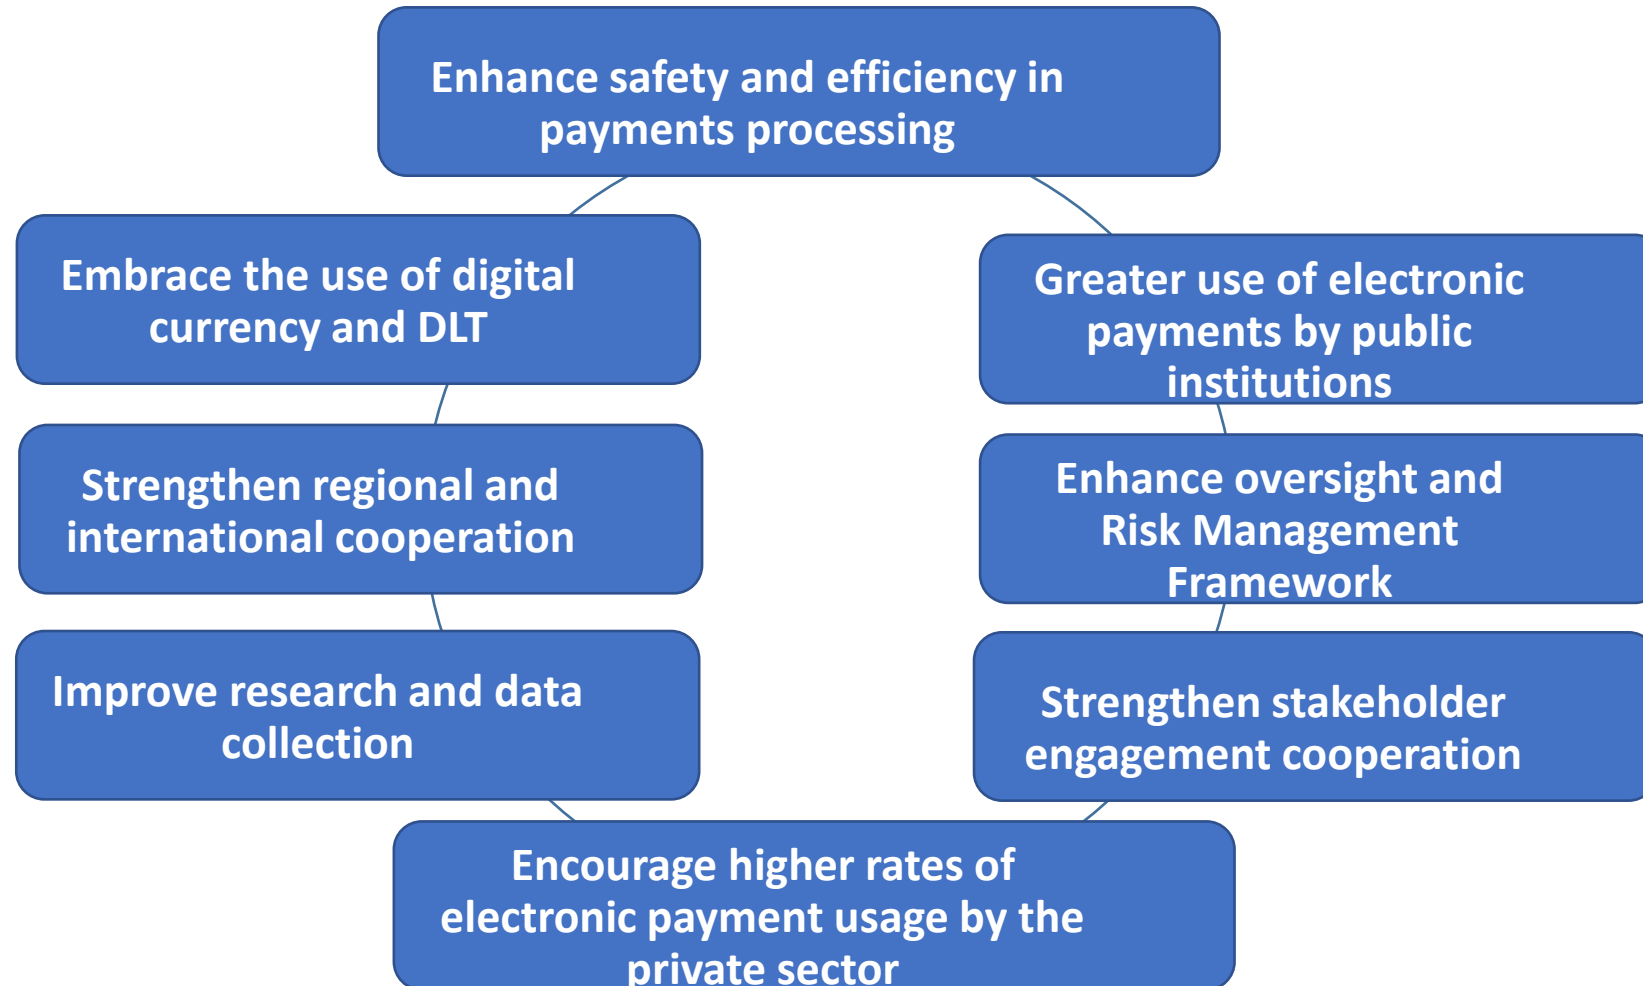 Enhance safety and efficiency in
payments processing
Embrace the use of digital
currency and DLT
Greater use of electronic
payments by public
institutions
Strengthen regional and
international cooperation
Enhance oversight and
Risk Management
Framework
Improve research and data
collection
Strengthen stakeholder
engagement cooperation
Encourage higher rates of
electronic payment usage by the
private sector